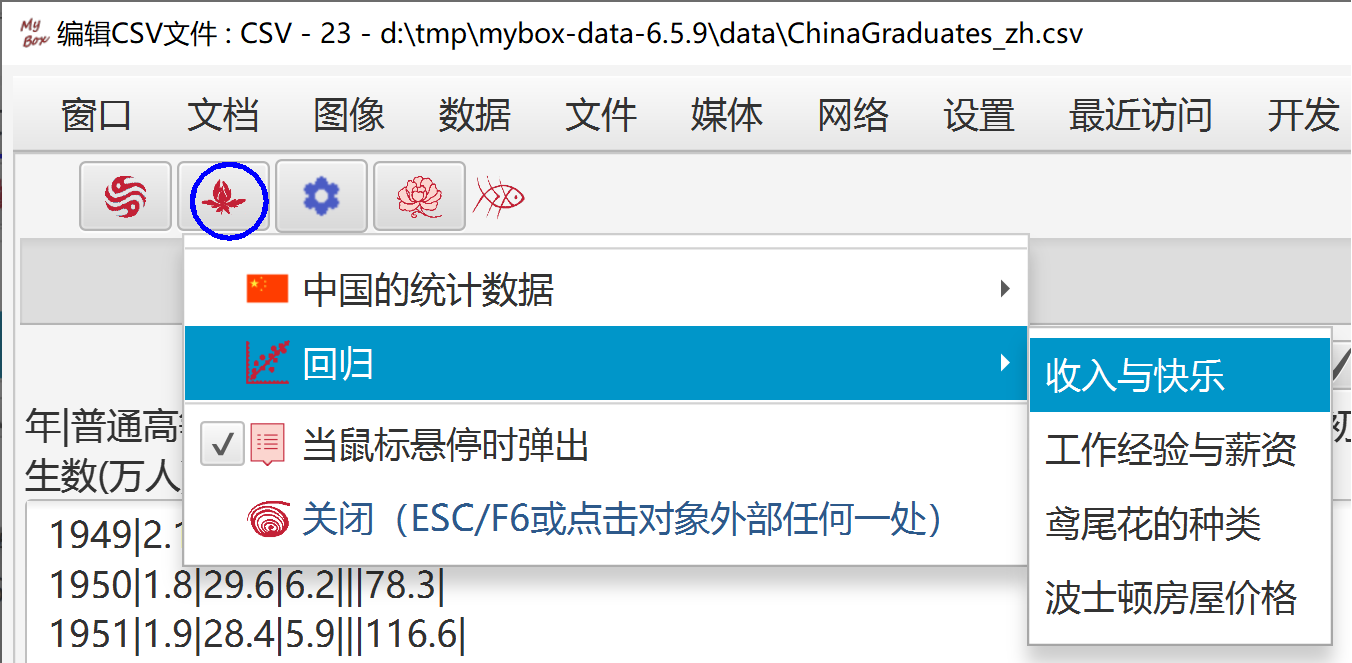 My Box 编辑CSV文件 : CSV - 23 - d:\tmp\mybox-data-6.5.9\data\ChinaGraduates_zh.csv
窗口 文档 图像 数据 文件 媒体 网络 设置 最近访问 开发
中国的统计数据
回归
收入与快乐
工作经验与薪资
鸢尾花的种类
波士顿房屋价格
当鼠标悬停时弹出
关闭（ESC/F6或点击对象外部任何一处）
年|普通高
生数(万人
1949|2.
1950|1.8|29.6|6.2|||78.3|
1951|1.9|28.4|5.9|||116.6|